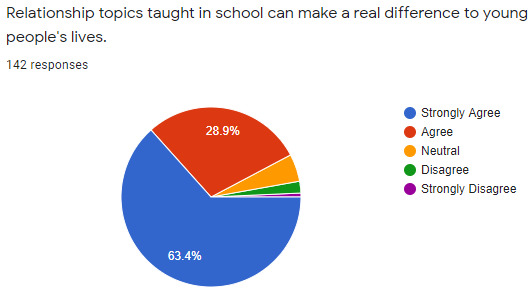 Relationship topics taught in school can make a real difference to young
people's lives.
142 responses
28.9%
63.4%
Strongly Agree
Agree
Neutral
Disagree
Strongly Disagree